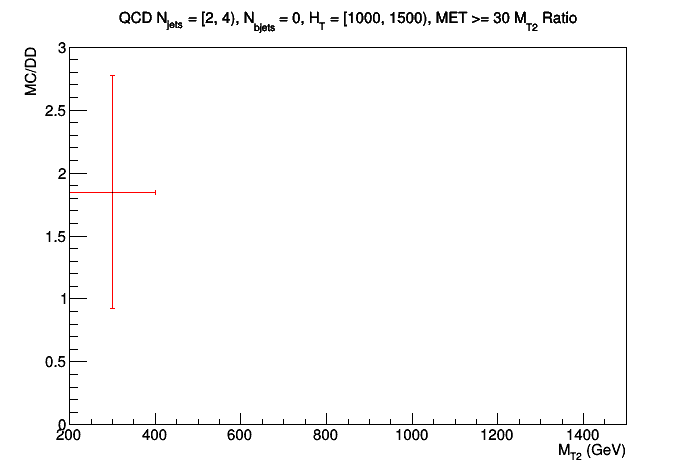 QCD N_jets = [2, 4), N_bjets = 0, H_T = [1000, 1500), MET >= 30 M_T2 Ratio
MC/DD
3
2.5
2
1.5
1
0.5
0
200 400 600 800 1000 1200 1400
M_T2 (GeV)